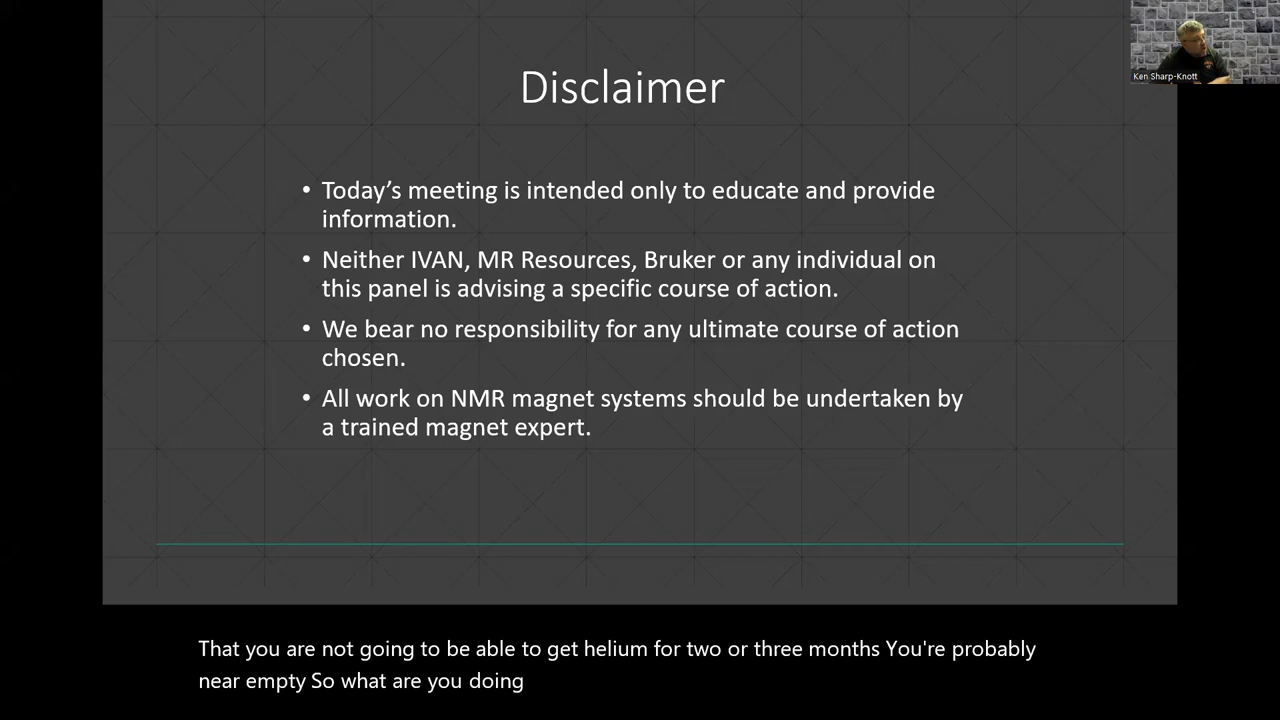 Ken Sharp-Knott
Disclaimer
• Today’s meeting is intended only to educate and provide
information.
• Neither IVAN, MR Resources, Bruker or any individual on
this panel is advising a specific course of action.
• We bear no responsibility for any ultimate course of action
chosen.
• All work on NMR magnet systems should be undertaken by
a trained magnet expert.
That you are not going to be able to get helium for two or three months You're probably
near empty So what are you doing